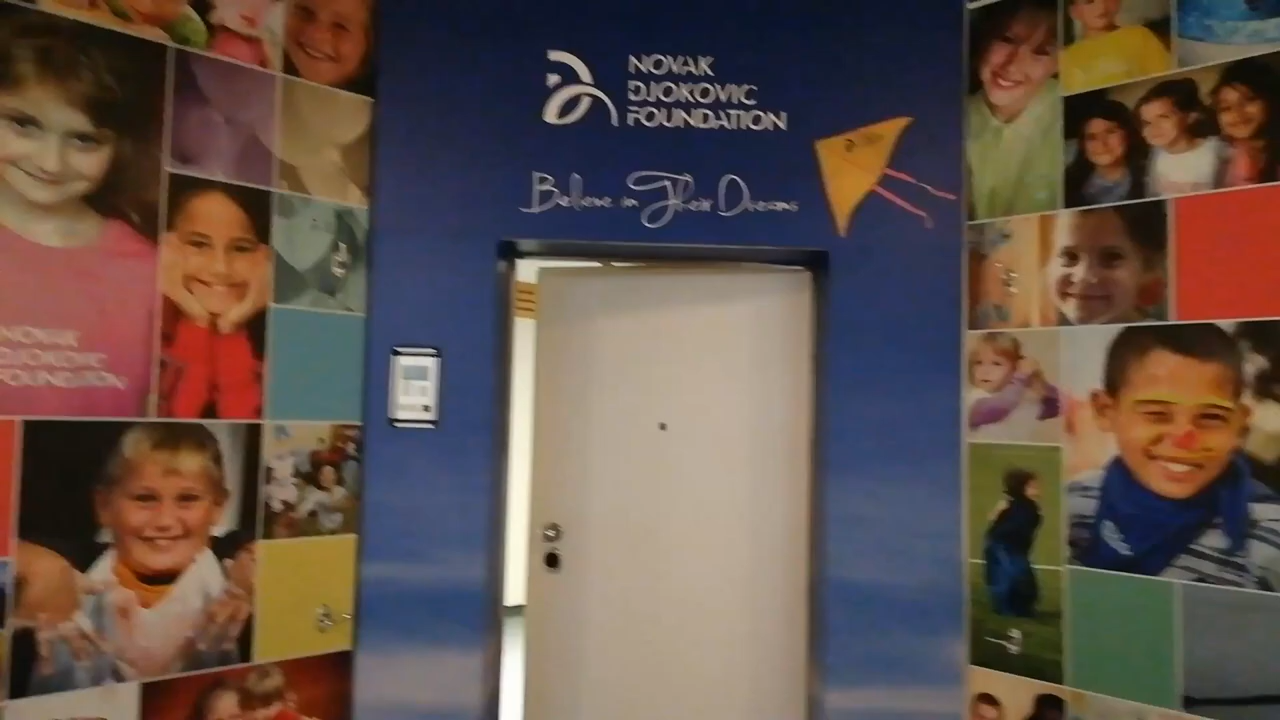 NOVAK
DJOKOVIC
FOUNDATION
Believe in Their Dreams
NOVAK
DJOKOVIC
FOUNDATION